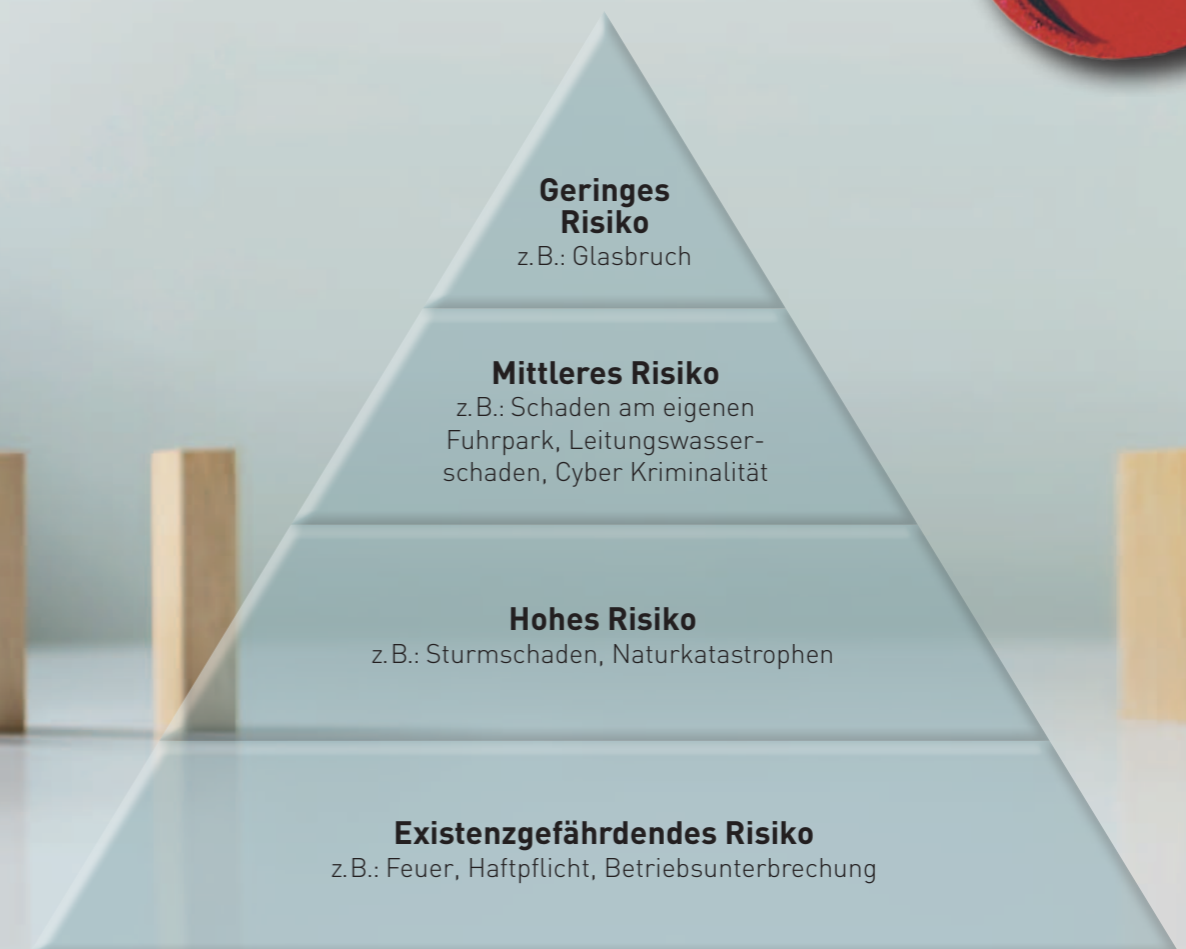 Geringes
Risiko
z.B.: Glasbruch
Mittleres Risiko
z.B.: Schaden am eigenen
Fuhrpark, Leitungswasser-
schaden, Cyber Kriminalität
Hohes Risiko
z.B.: Sturmschaden, Naturkatastrophen
Existenzgefährdendes Risiko
z.B.: Feuer, Haftpflicht, Betriebsunterbrechung